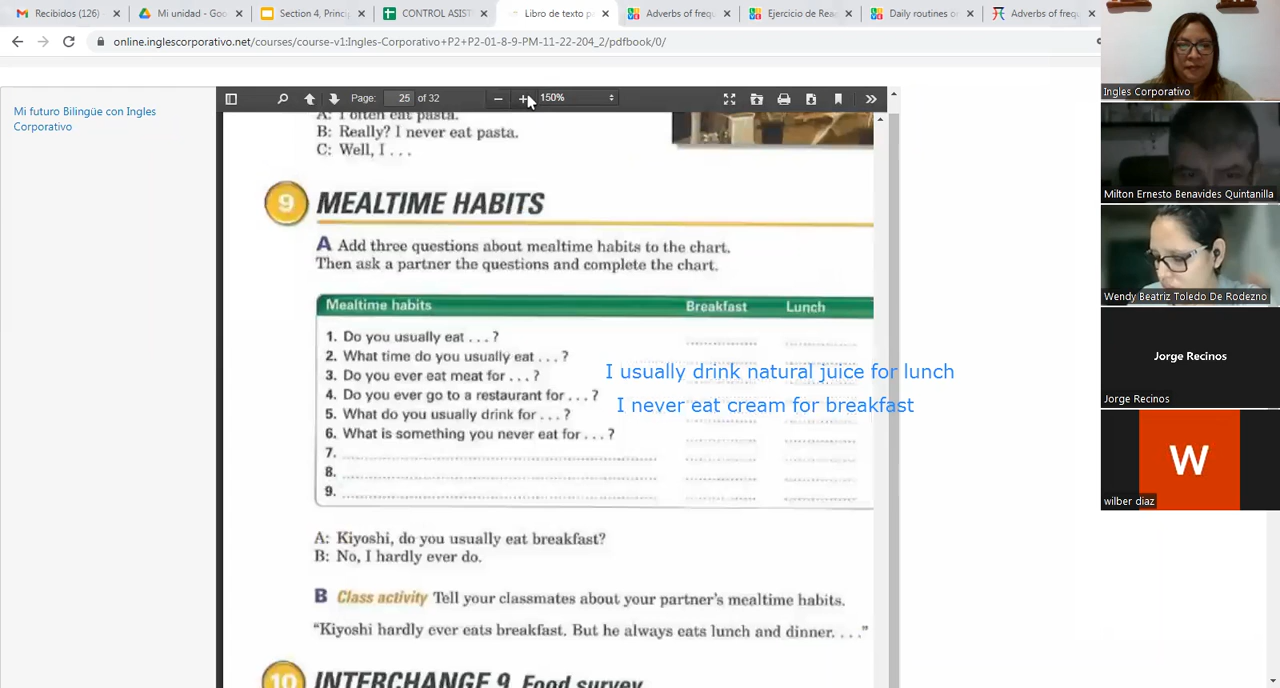 Recibidos (126)
Mi unidad - Goo
Section 4, Princi
CONTROL ASIST
Libro de texto p
Adverbs of freq
Ejercicio de Rea
Daily routines o
Adverbs of freq
online.inglescorporativo.net/courses/course-v1:Ingles-Corporativo+P2+P2-01-8-9-PM-11-22-204_2/pdfbook/0/
Mi futuro Bilingüe con Ingles
Corporativo
Page: 25 of 32
150%
A: I often eat pasta.
B: Really? I never eat pasta.
C: Well, I . . .
9 MEALTIME HABITS
A Add three questions about mealtime habits to the chart.
Then ask a partner the questions and complete the chart.
Mealtime habits Breakfast Lunch
1. Do you usually eat . . . ?
2. What time do you usually eat . . . ?
3. Do you ever eat meat for . . . ?
4. Do you ever go to a restaurant for . . . ?
5. What do you usually drink for . . . ?
6. What is something you never eat for . . . ?
7.
8.
9.
I usually drink natural juice for lunch
I never eat cream for breakfast
A: Kiyoshi, do you usually eat breakfast?
B: No, I hardly ever do.
B Class activity Tell your classmates about your partner's mealtime habits.
"Kiyoshi hardly ever eats breakfast. But he always eats lunch and dinner. . . ."
10 INTERCHANGE 9 Food survey
Ingles Corporativo
Milton Ernesto Benavides Quintanilla
Wendy Beatriz Toledo De Rodezno
Jorge Recinos
Jorge Recinos
W
wilber diaz